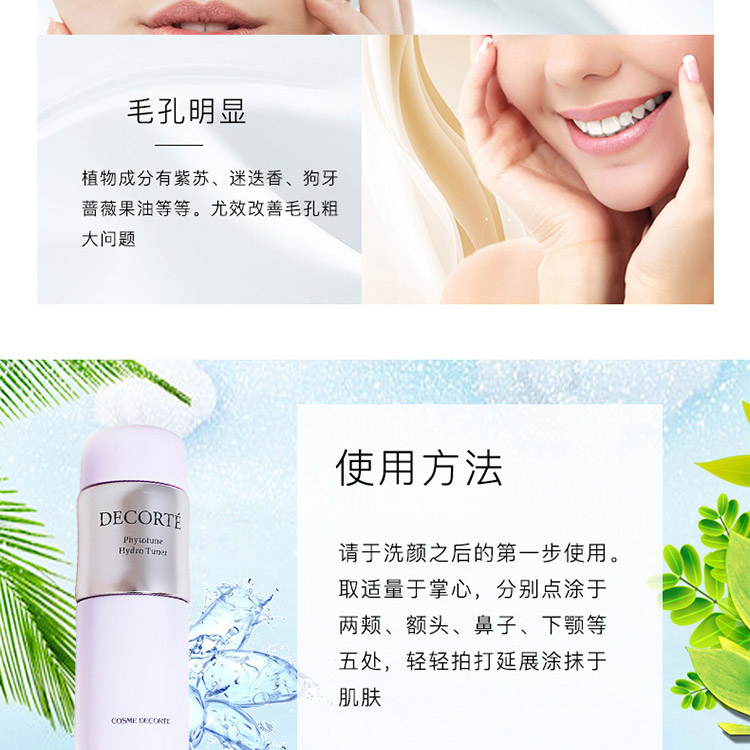 毛孔明显
植物成分有紫苏、迷迭香、狗牙
蔷薇果油等等。尤效改善毛孔粗
大问题
使用方法
DECORTÉ
Phytotune
Hydro Tuner
COSME DECORTE
请于洗颜之后的第一步使用。
取适量于掌心，分别点涂于
两颊、额头、鼻子、下颚等
五处，轻轻拍打延展涂抹于
肌肤